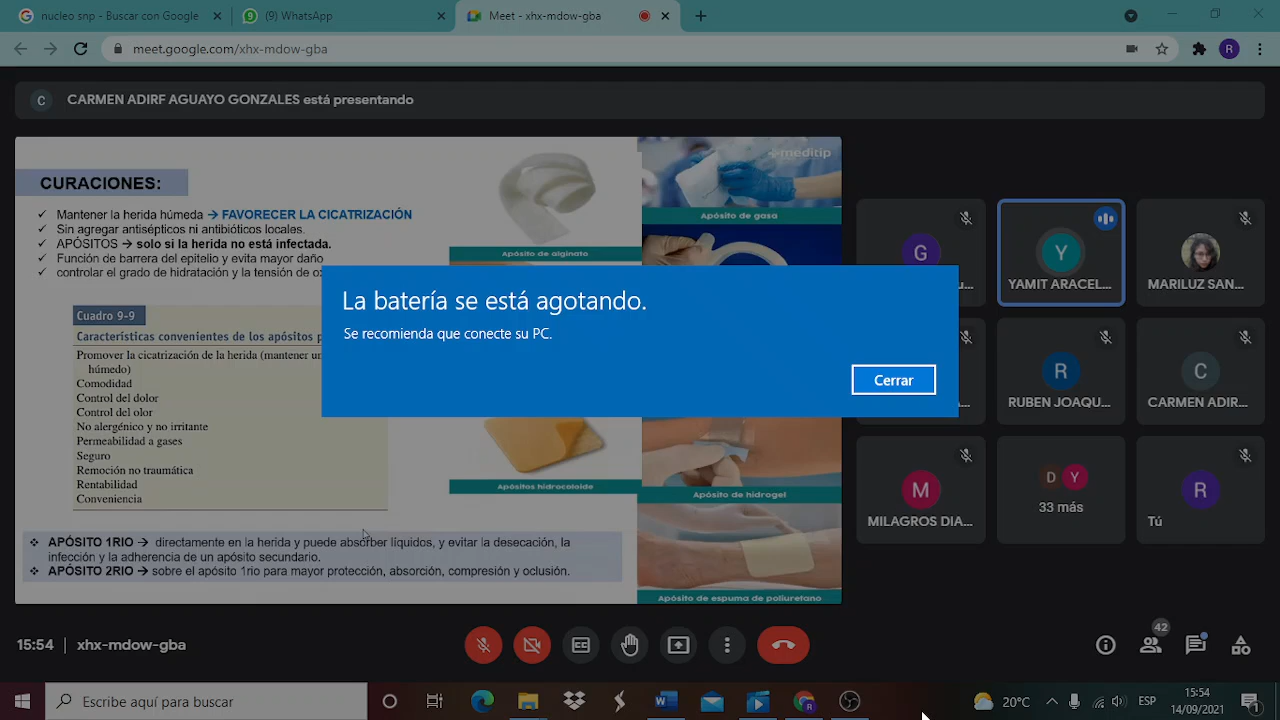 nucleo snp - Buscar con Google
(9) WhatsApp
Meet - xhx-mdow-gba
meet.google.com/xhx-mdow-gba
R
C
CARMEN ADIRF AGUAYO GONZALES está presentando
CURACIONES:
Mantener la herida húmeda → FAVORECER LA CICATRIZACIÓN
Sin agregar antisépticos ni antibióticos locales.
APÓSITOS → solo si la herida no está infectada.
Función de barrera del epitelio y evita mayor daño
controlar el grado de hidratación y la tensión de ox
Apósito de alginato
meditip
Apósito de gasa
Cuadro 9-9
Características convenientes de los apósitos p
Promover la cicatrización de la herida (mantener un
húmedo)
Comodidad
Control del dolor
Control del olor
No alergénico y no irritante
Permeabilidad a gases
Seguro
Remoción no traumática
Rentabilidad
Conveniencia
Apósitos hidrocoloide
Apósito de hidrogel
APÓSITO 1RIO → directamente en la herida y puede absorber líquidos, y evitar la desecación, la
infección y la adherencia de un apósito secundario.
APÓSITO 2RIO → sobre el apósito 1rio para mayor protección, absorción, compresión y oclusión.
Apósito de espuma de poliuretano
La batería se está agotando.
Se recomienda que conecte su PC.
Cerrar
G
Y
YAMIT ARACEL...
MARILUZ SAN...
R
RUBEN JOAQU...
C
CARMEN ADIR...
M
MILAGROS DIA...
D Y
33 más
R
Tú
15:54 | xhx-mdow-gba
42
Escribe aquí para buscar
20°C
ESP
15:54
14/09/2021